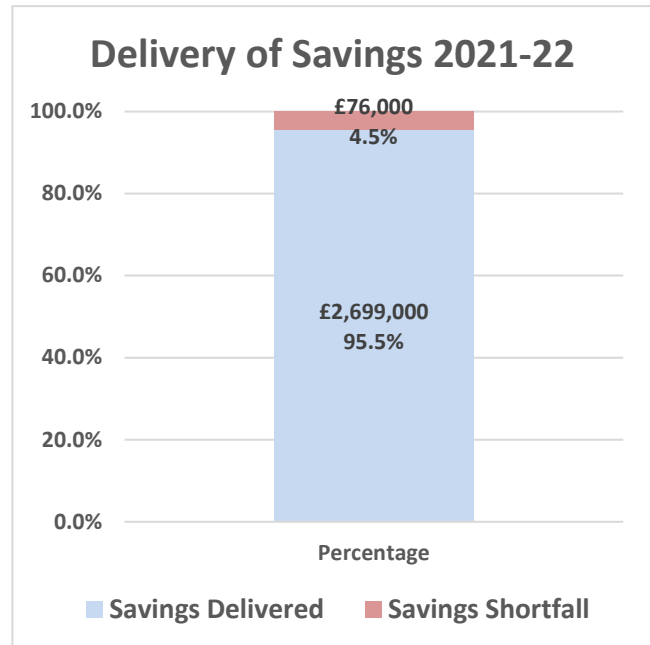 Delivery of Savings 2021-22
100.0%
80.0%
60.0%
40.0%
20.0%
0.0%
£76,000
4.5%
£2,699,000
95.5%
Percentage
Savings Delivered
Savings Shortfall